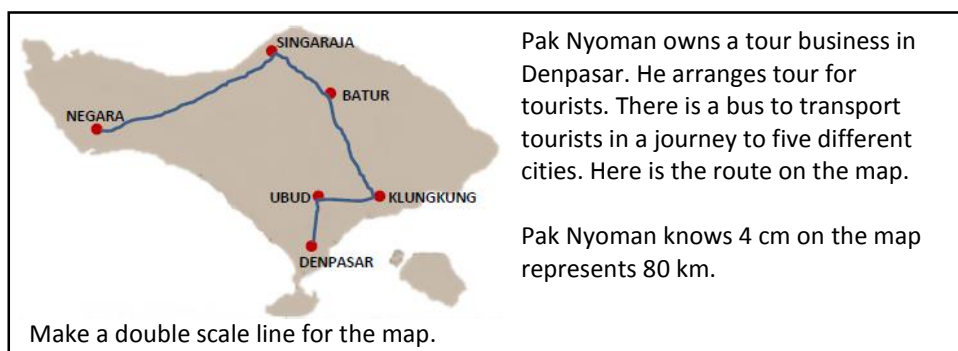 SINGARAJA
BATUR
NEGARA
UBUD
KLUNGKUNG
DENPASAR
Pak Nyoman owns a tour business in
Denpasar. He arranges tour for
tourists. There is a bus to transport
tourists in a journey to five different
cities. Here is the route on the map.
Pak Nyoman knows 4 cm on the map
represents 80 km.
Make a double scale line for the map.